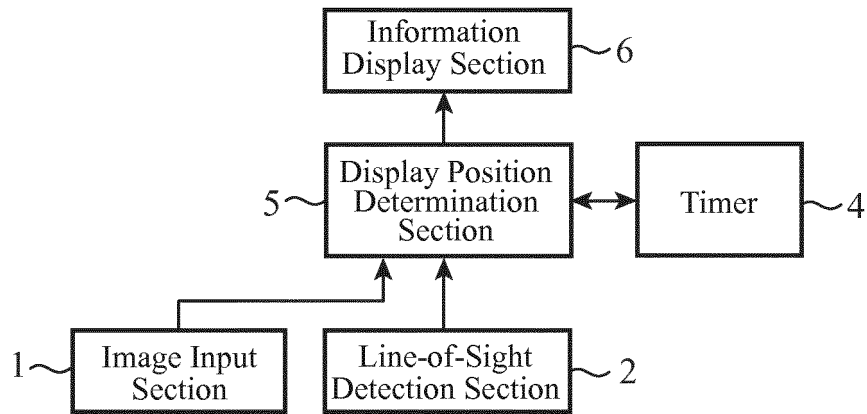 Information
Display Section
6
5
Display Position
Determination
Section
Timer
4
1
Image Input
Section
Line-of-Sight
Detection Section
2